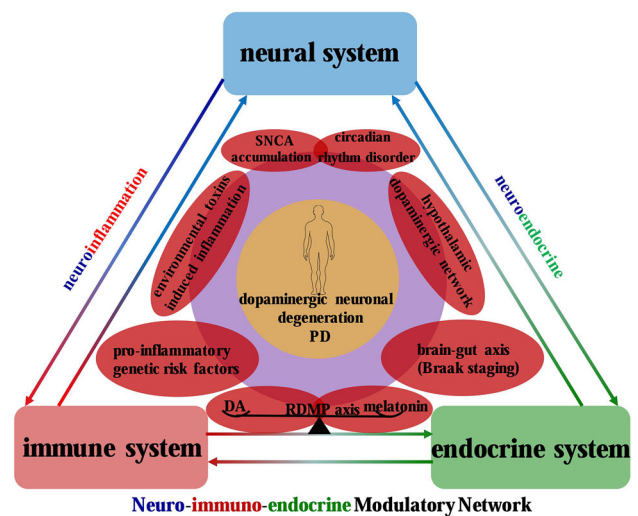 neural system
SNCA
accumulation
circadian
rhythm disorder
neuroinflammation
neuroendocrine
environmental toxins
induced inflammation
hypothalamic
dopaminergic network
dopaminergic neuronal
degeneration
PD
pro-inflammatory
genetic risk factors
brain-gut axis
(Braak staging)
DA RDMP axis melatonin
immune system
endocrine system
Neuro-immuno-endocrine Modulatory Network